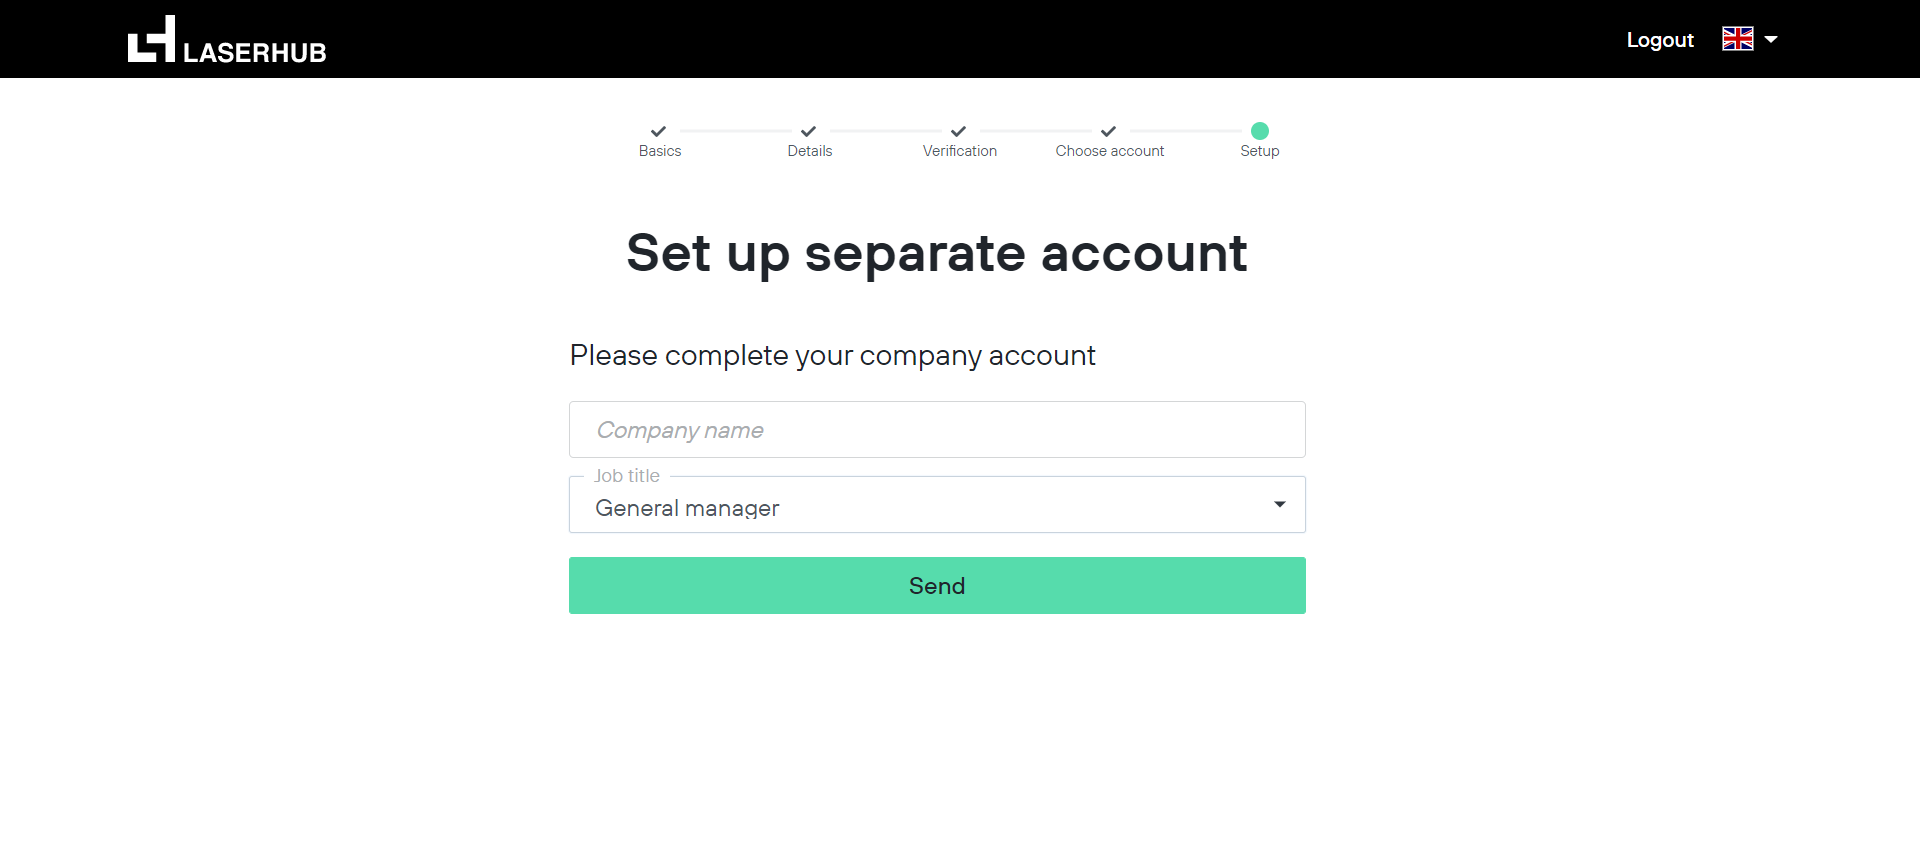 LASERHUB
Logout
Basics
Details
Verification
Choose account
Setup
Set up separate account
Please complete your company account
Company name
Job title
General manager
Send